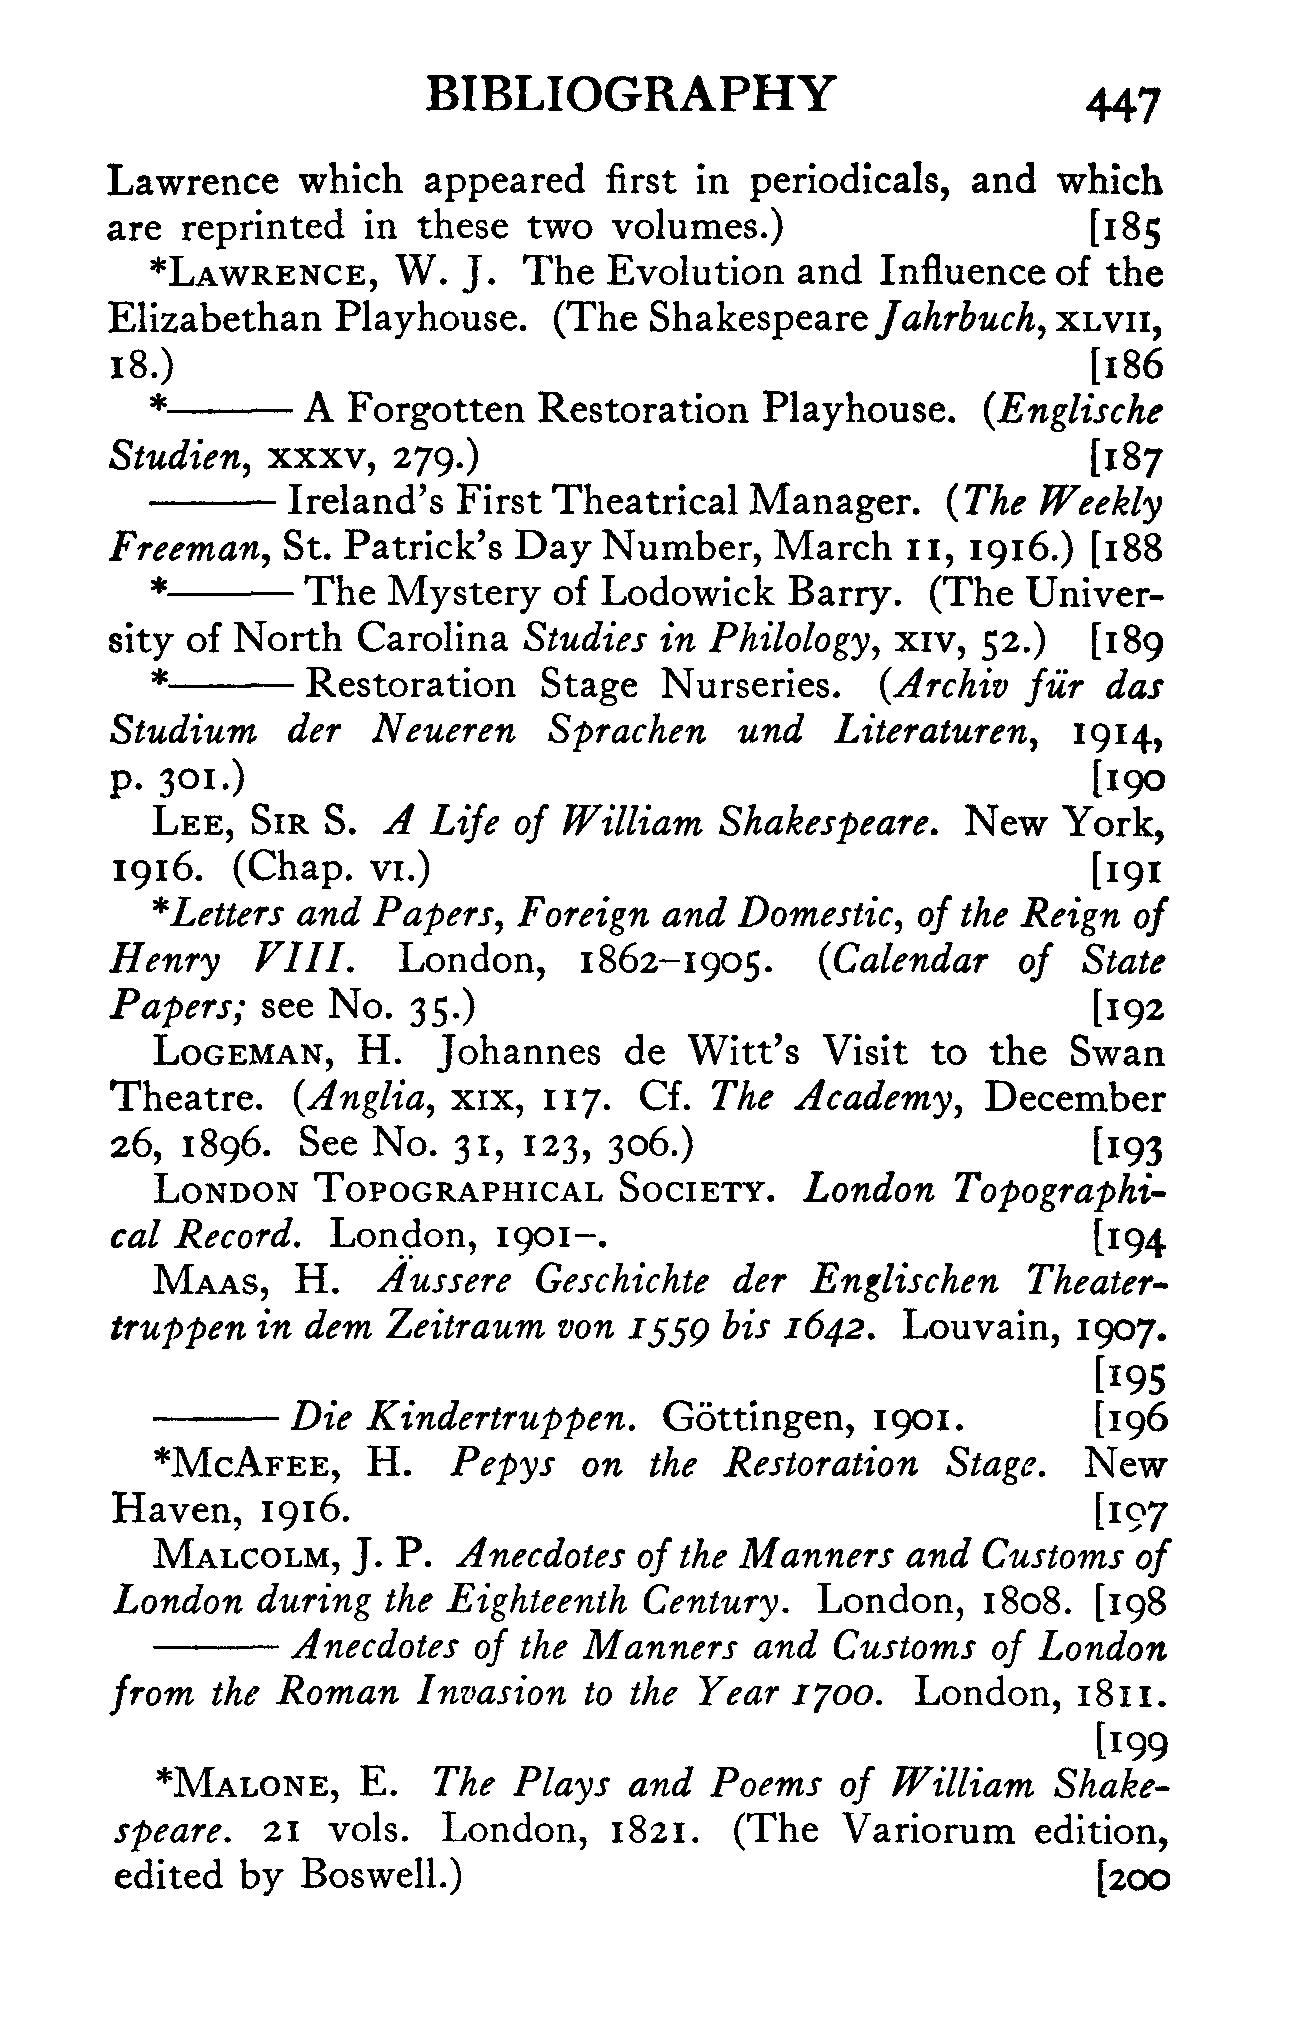 BIBLIOGRAPHY 447
Lawrence which appeared first in periodicals, and which
are reprinted in these two volumes.) [185
*LAWRENCE, W. J. The Evolution and Influence of the
Elizabethan Playhouse. (The Shakespeare Jahrbuch, XLVII,
18.) [186
*——— A Forgotten Restoration Playhouse. (Englische
Studien, XXXV, 279.) [187
——— Ireland's First Theatrical Manager. (The Weekly
Freeman, St. Patrick's Day Number, March 11, 1916.) [188
*——— The Mystery of Lodowick Barry. (The Univer-
sity of North Carolina Studies in Philology, XIV, 52.) [189
*——— Restoration Stage Nurseries. (Archiv für das
Studium der Neueren Sprachen und Literaturen, 1914,
p. 301.) [190
LEE, SIR S. A Life of William Shakespeare. New York,
1916. (Chap. VI.) [191
*Letters and Papers, Foreign and Domestic, of the Reign of
Henry VIII. London, 1862–1905. (Calendar of State
Papers; see No. 35.) [192
LOGEMAN, H. Johannes de Witt's Visit to the Swan
Theatre. (Anglia, XIX, 117. Cf. The Academy, December
26, 1896. See No. 31, 123, 306.) [193
LONDON TOPOGRAPHICAL SOCIETY. London Topographi-
cal Record. London, 1901–. [194
MAAS, H. Äussere Geschichte der Englischen Theater-
truppen in dem Zeitraum von 1559 bis 1642. Louvain, 1907.
[195
——— Die Kindertruppen. Göttingen, 1901. [196
*MCAFEE, H. Pepys on the Restoration Stage. New
Haven, 1916. [197
MALCOLM, J. P. Anecdotes of the Manners and Customs of
London during the Eighteenth Century. London, 1808. [198
——— Anecdotes of the Manners and Customs of London
from the Roman Invasion to the Year 1700. London, 1811.
[199
*MALONE, E. The Plays and Poems of William Shake-
speare. 21 vols. London, 1821. (The Variorum edition,
edited by Boswell.) [200